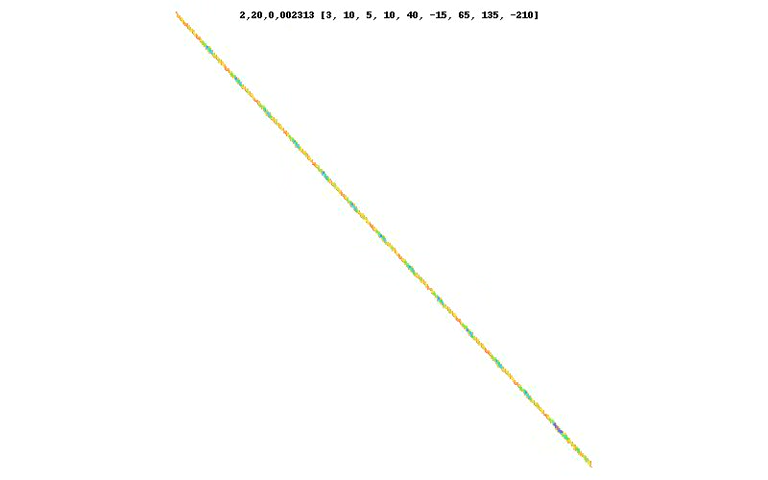 2,20,0,002313 [3, 10, 5, 10, 40, -15, 65, 135, -210]